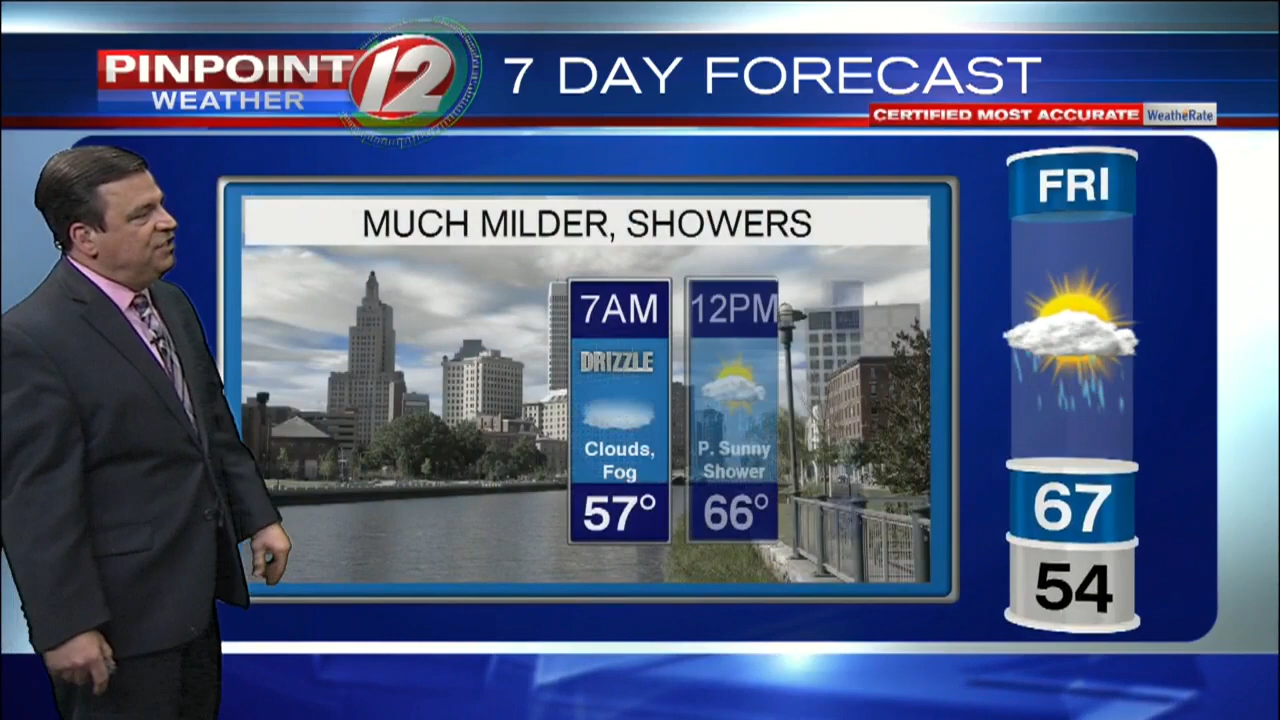 PINPOINT 12
WEATHER
7 DAY FORECAST
CERTIFIED MOST ACCURATE WeatheRate
MUCH MILDER, SHOWERS
7AM
DRIZZLE
Clouds,
Fog
57°
12PM
P. Sunny
Shower
66°
FRI
67
54